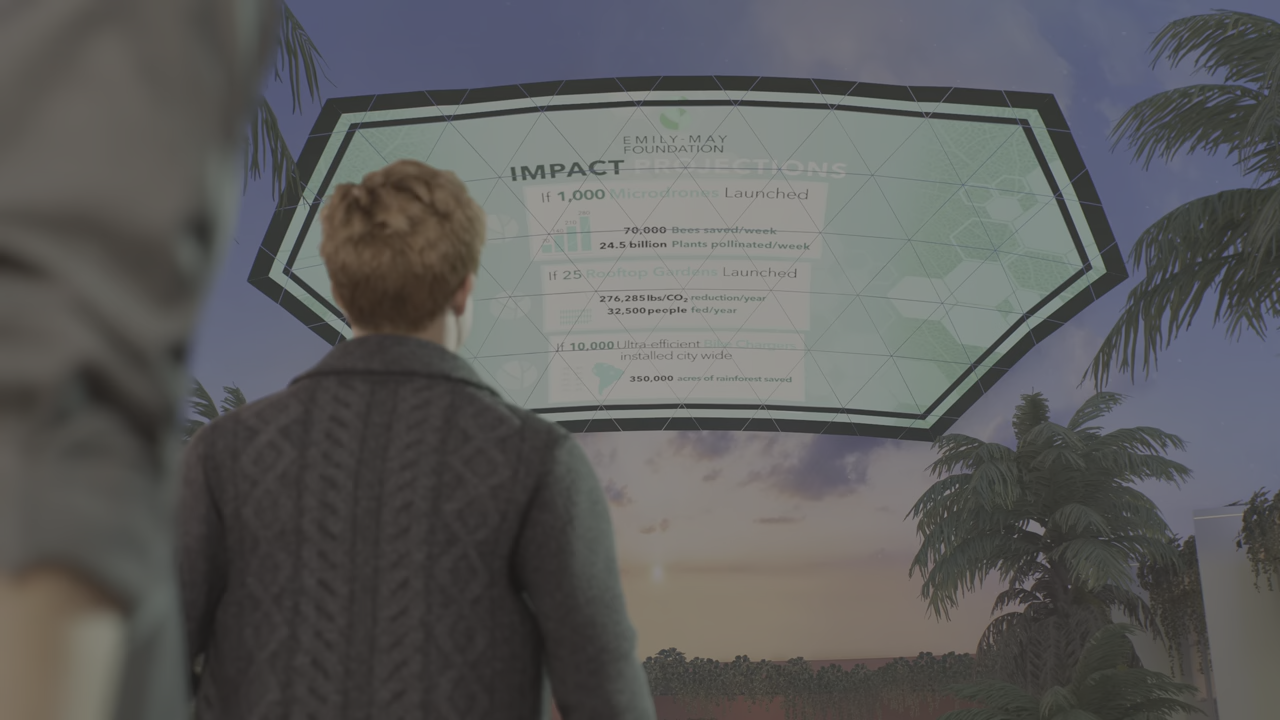 EMILY-MAY
FOUNDATION
IMPACT PROJECTIONS
If 1,000 Microdrones Launched
70,000 Bees saved/week
24.5 billion Plants pollinated/week
If 25 Rooftop Gardens Launched
276,285 lbs/CO₂ reduction/year
32,500 people fed/year
if 10,000 Ultra-efficient Blue Chargers
installed city wide
350,000 acres of rainforest saved